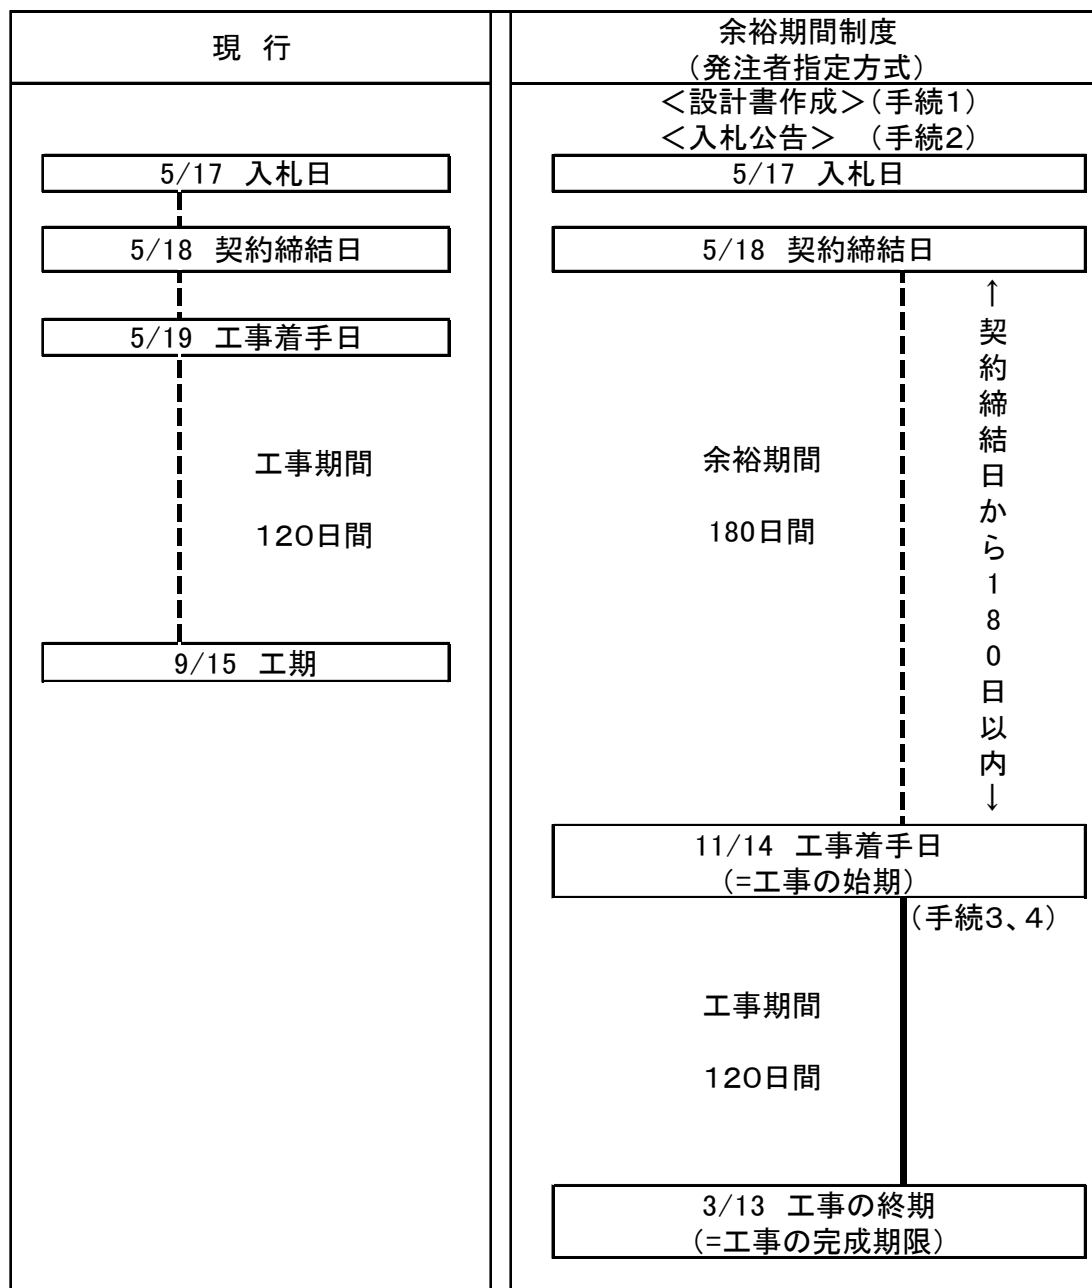 現 行
5/17 入札日
5/18 契約締結日
5/19 工事着手日
工事期間
120日間
9/15 工期
余裕期間制度
(発注者指定方式)
＜設計書作成＞(手続1)
＜入札公告＞ (手続2)
5/17 入札日
5/18 契約締結日
余裕期間
180日間
↑契約締結日から180日以内↓
11/14 工事着手日
(=工事の始期)
(手続3、4)
工事期間
120日間
3/13 工事の終期
(=工事の完成期限)